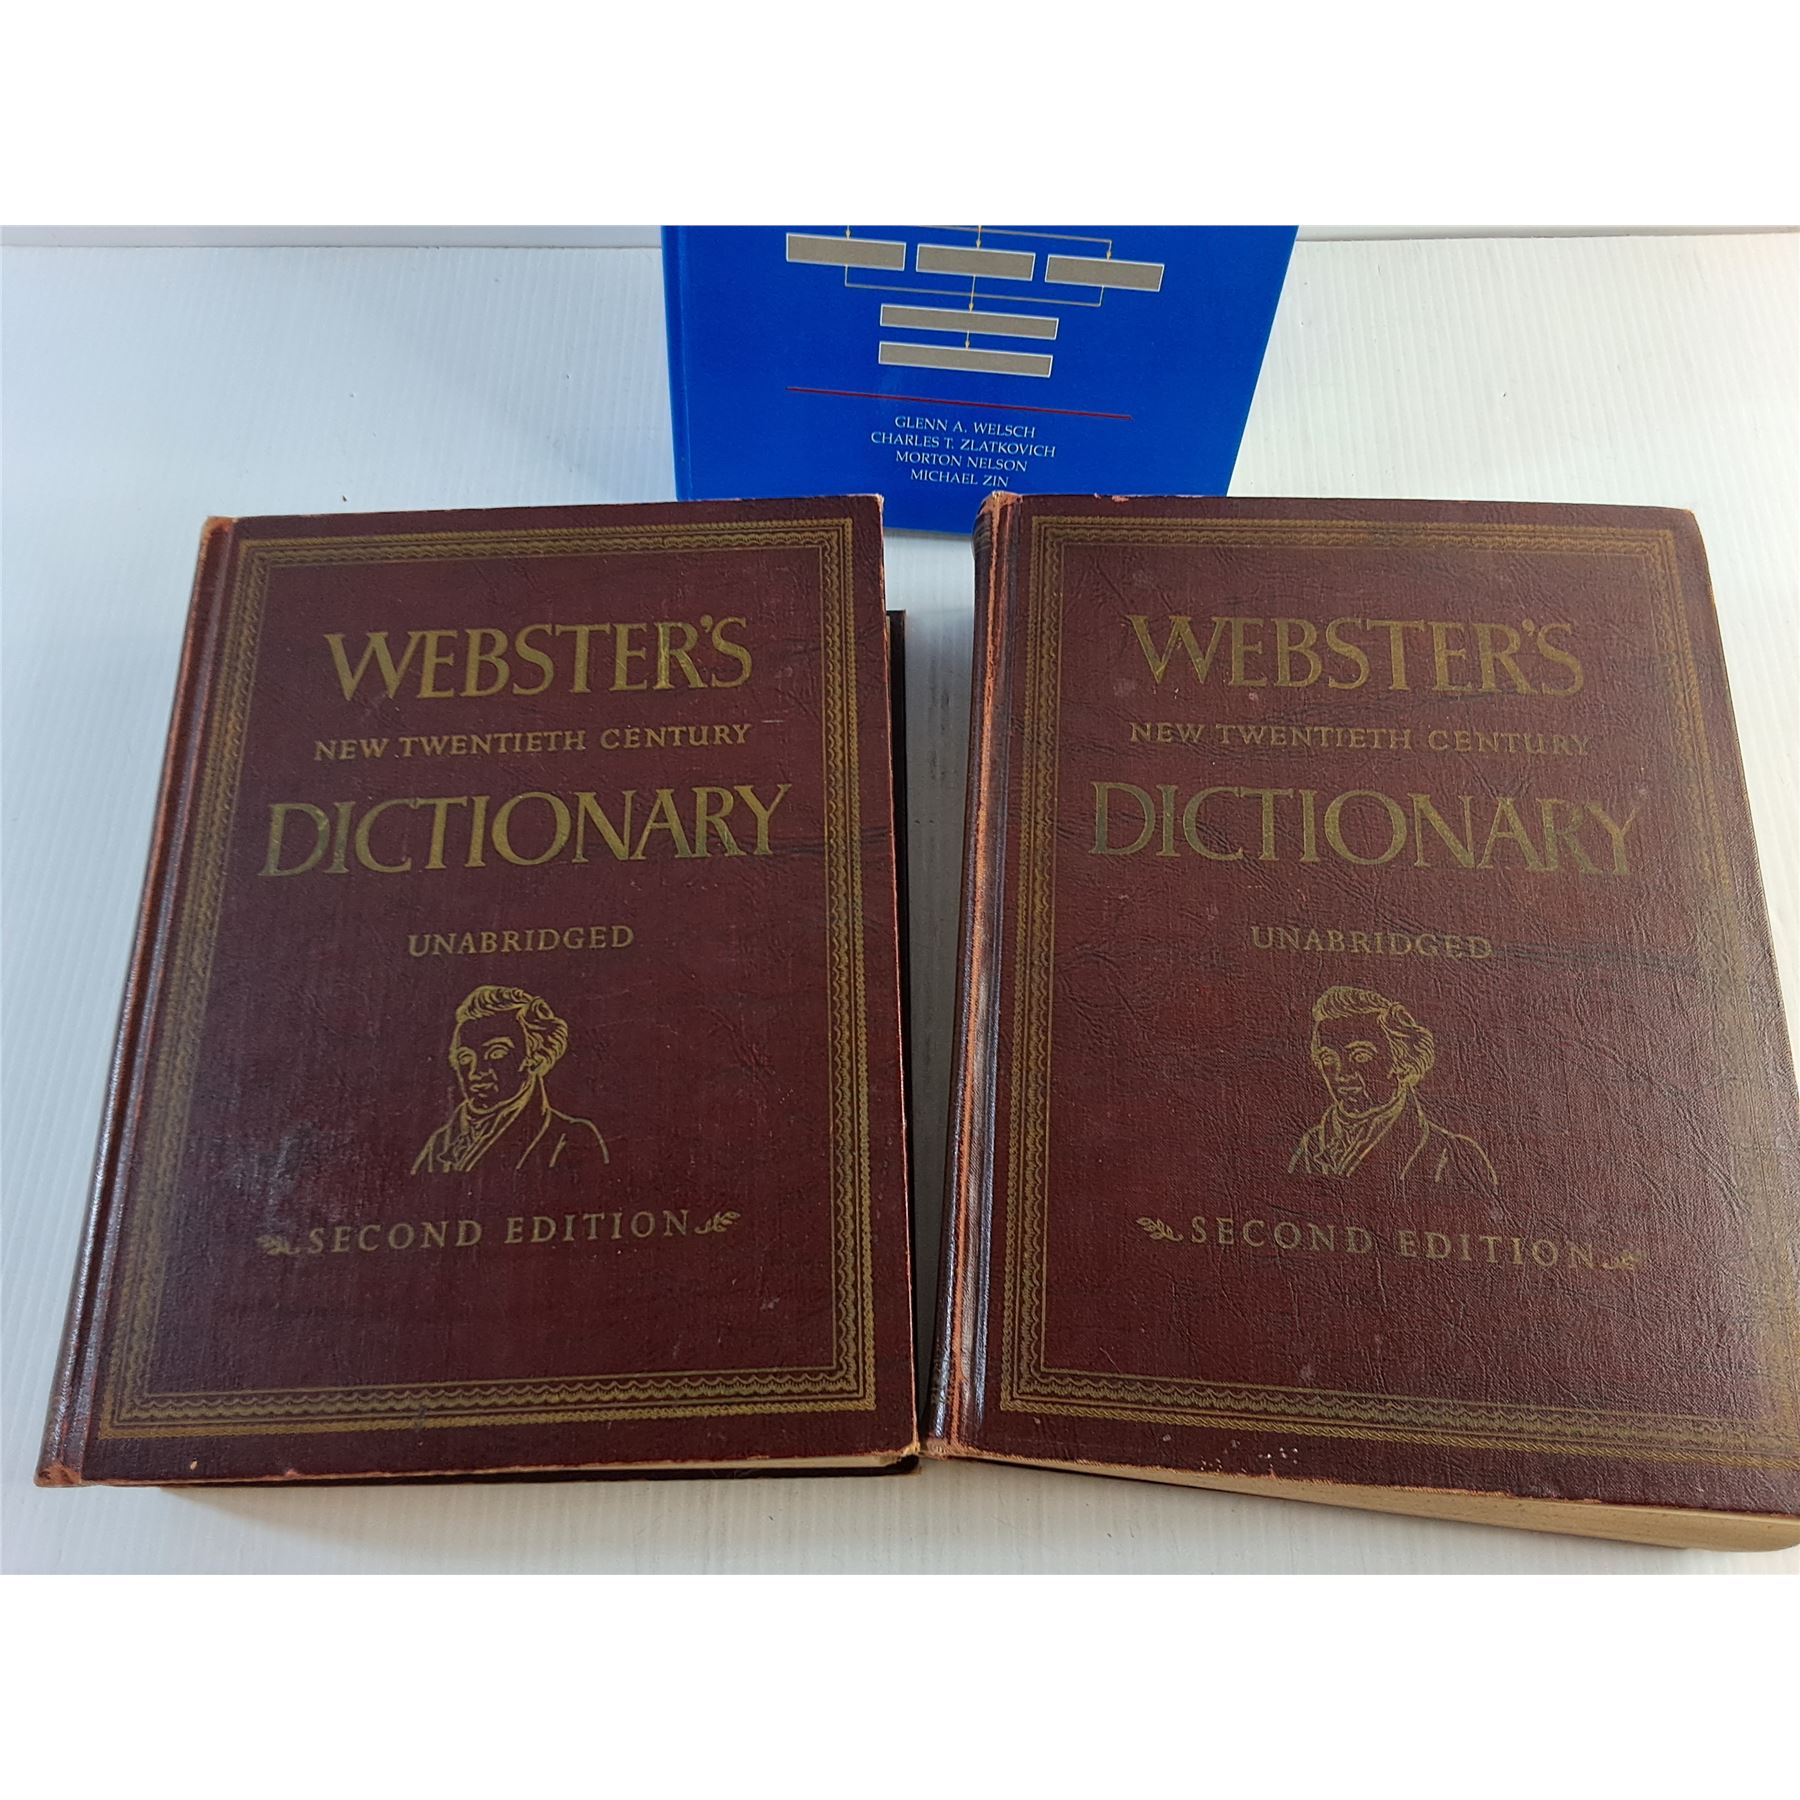 GLENN A. WELSCH
CHARLES T. ZLATKOVICH
MORTON NELSON
MICHAEL ZIN
WEBSTER'S
NEW TWENTIETH CENTURY
DICTIONARY
UNABRIDGED
SECOND EDITION
WEBSTER'S
NEW TWENTIETH CENTURY
DICTIONARY
UNABRIDGED
SECOND EDITION